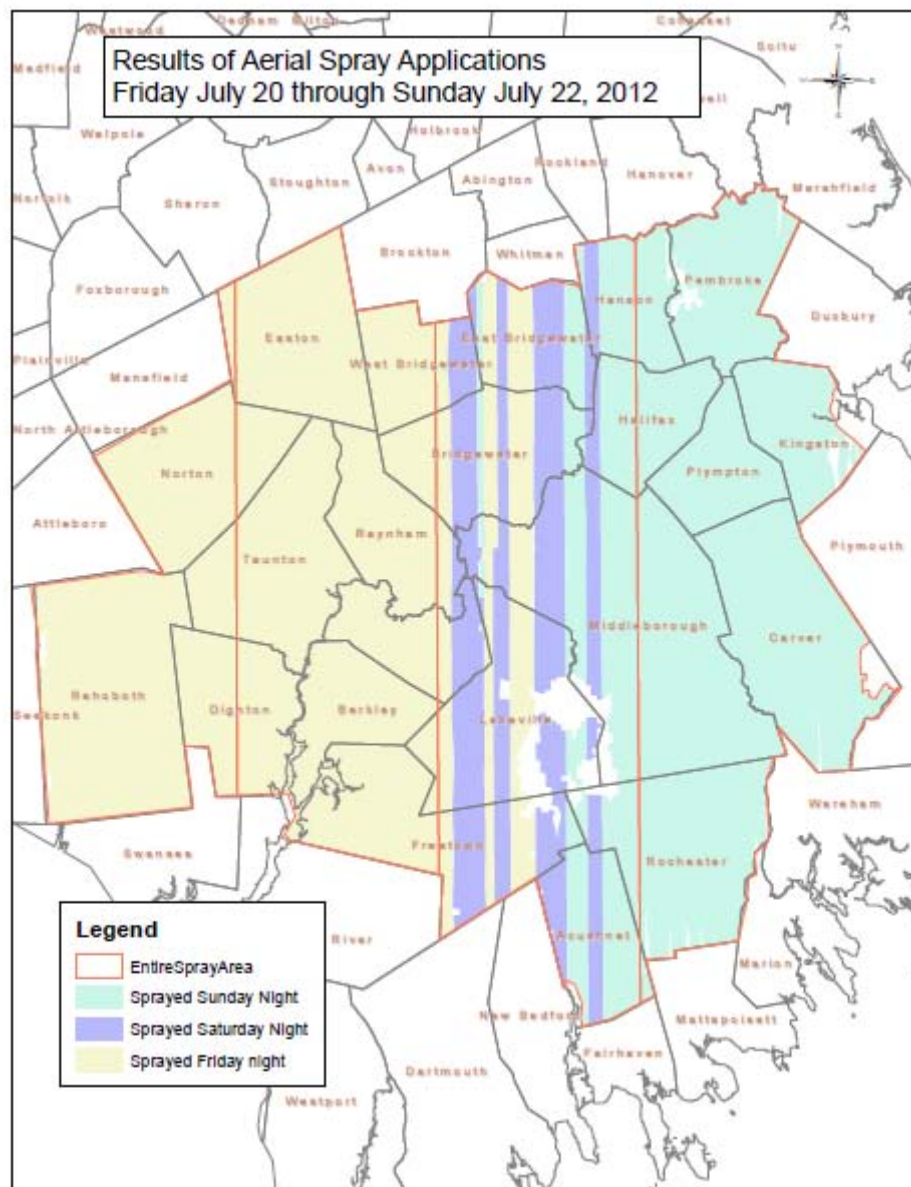 Cohasset
Dedham Milton
Westwood
Medfield
Results of Aerial Spray Applications
Friday July 20 through Sunday July 22, 2012
Walpole
Holbrook
Avon
Rockland
Abington
Hanover
Stoughton
Norfolk
Sharon
Marshfield
Brockton
Whitman
Foxborough
Pembroke
Hanson
Duxbury
Easton
East Bridgewater
Plainville
West Bridgewater
Mansfield
Halifax
North Attleborough
Kingston
Bridgewater
Norton
Plympton
Attleboro
Raynham
Plymouth
Taunton
Middleborough
Carver
Rehoboth
Dighton
Berkley
Seekonk
Lakeville
Wareham
Freetown
Swansea
Rochester
Legend
River
Acushnet
EntireSprayArea
Marion
Sprayed Sunday Night
New Bedford
Mattapoisett
Sprayed Saturday Night
Fairhaven
Sprayed Friday night
Dartmouth
Westport